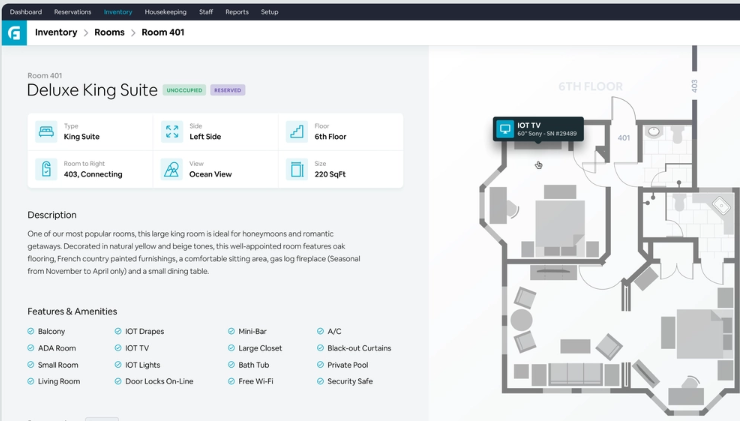 Dashboard Reservations Inventory Housekeeping Staff Reports Setup
G Inventory > Rooms > Room 401
Room 401
Deluxe King Suite UNOCCUPIED RESERVED
Type
King Suite
Side
Left Side
Floor
6th Floor
Room to Right
403, Connecting
View
Ocean View
Size
220 SqFt
Description
One of our most popular rooms, this large king room is ideal for honeymoons and romantic
getaways. Decorated in natural yellow and beige tones, this well-appointed room features oak
flooring, French country painted furnishings, a comfortable sitting area, gas log fireplace (Seasonal
from November to April only) and a small dining table.
Features & Amenities
Balcony IOT Drapes Mini-Bar A/C
ADA Room IOT TV Large Closet Black-out Curtains
Small Room IOT Lights Bath Tub Private Pool
Living Room Door Locks On-Line Free Wi-Fi Security Safe
6TH FLOOR
403
IOT TV
60" Sony - SN #29489
401